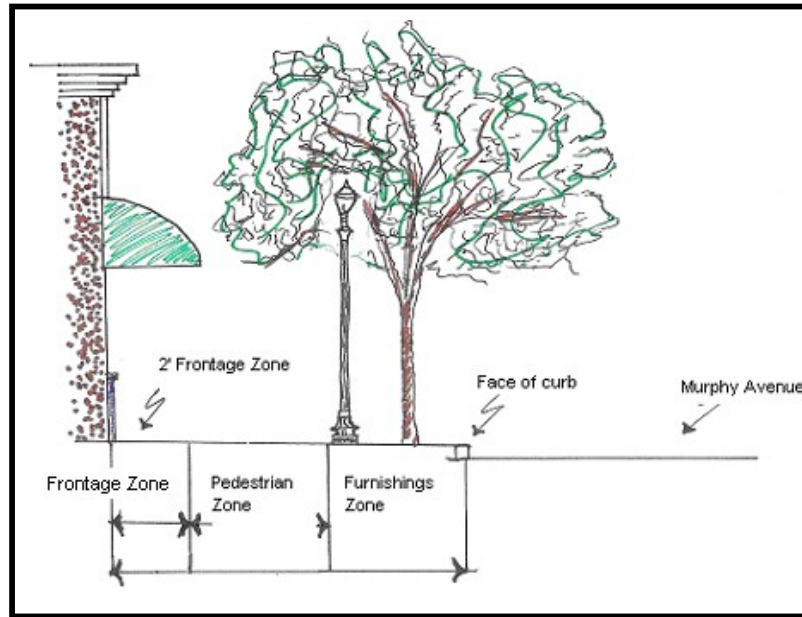 2' Frontage Zone
Face of curb
Murphy Avenue
Frontage Zone
Pedestrian
Zone
Furnishings
Zone